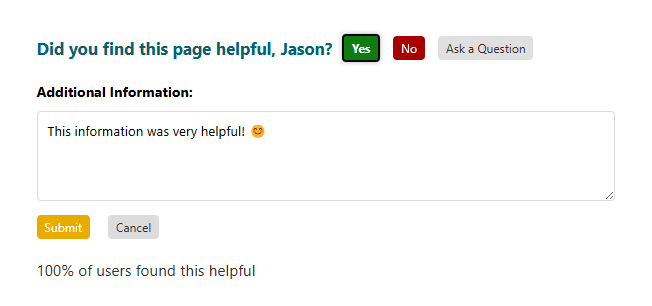 Did you find this page helpful, Jason? Yes No Ask a Question
Additional Information:
This information was very helpful! 😊
Submit Cancel
100% of users found this helpful